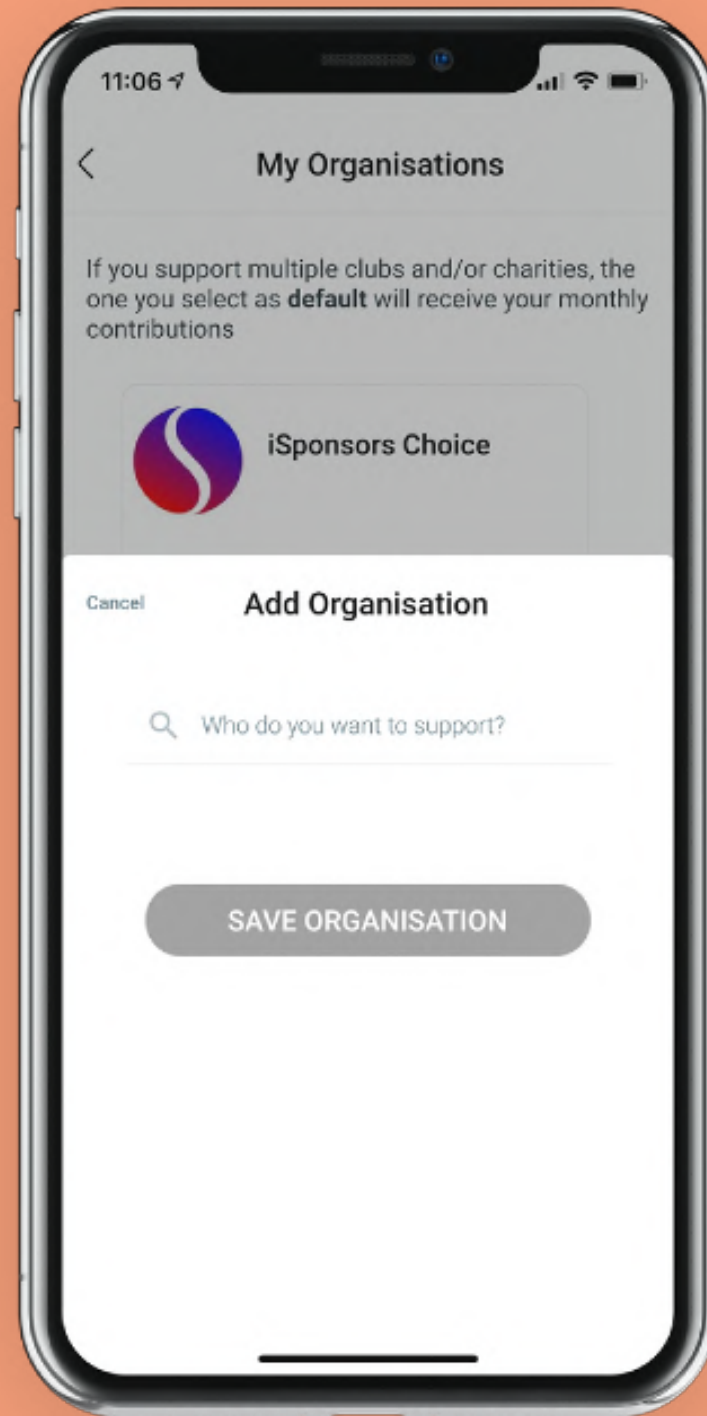 11:06
My Organisations
If you support multiple clubs and/or charities, the
one you select as default will receive your monthly
contributions
iSponsors Choice
Cancel
Add Organisation
Who do you want to support?
SAVE ORGANISATION